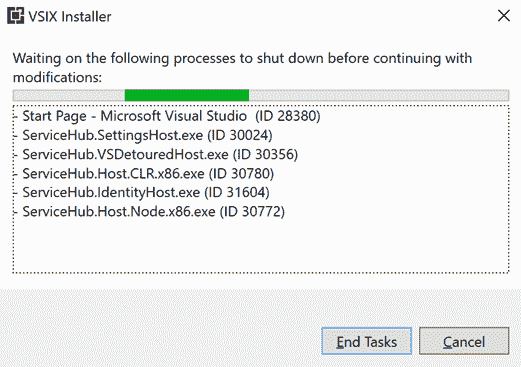 VSIX Installer
Waiting on the following processes to shut down before continuing with
modifications:
- Start Page - Microsoft Visual Studio  (ID 28380)
- ServiceHub.SettingsHost.exe (ID 30024)
- ServiceHub.VSDetouredHost.exe (ID 30356)
- ServiceHub.Host.CLR.x86.exe (ID 30780)
- ServiceHub.IdentityHost.exe (ID 31604)
- ServiceHub.Host.Node.x86.exe (ID 30772)
End Tasks
Cancel